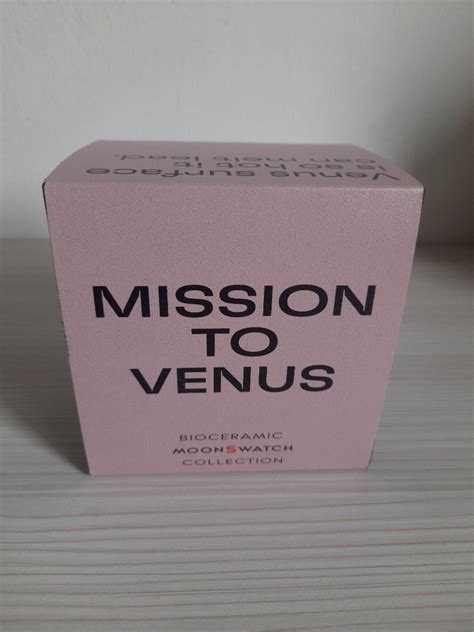 Venus surface
is so hot it
can melt lead.
MISSION
TO
VENUS
BIOCERAMIC
MOONSWATCH
COLLECTION